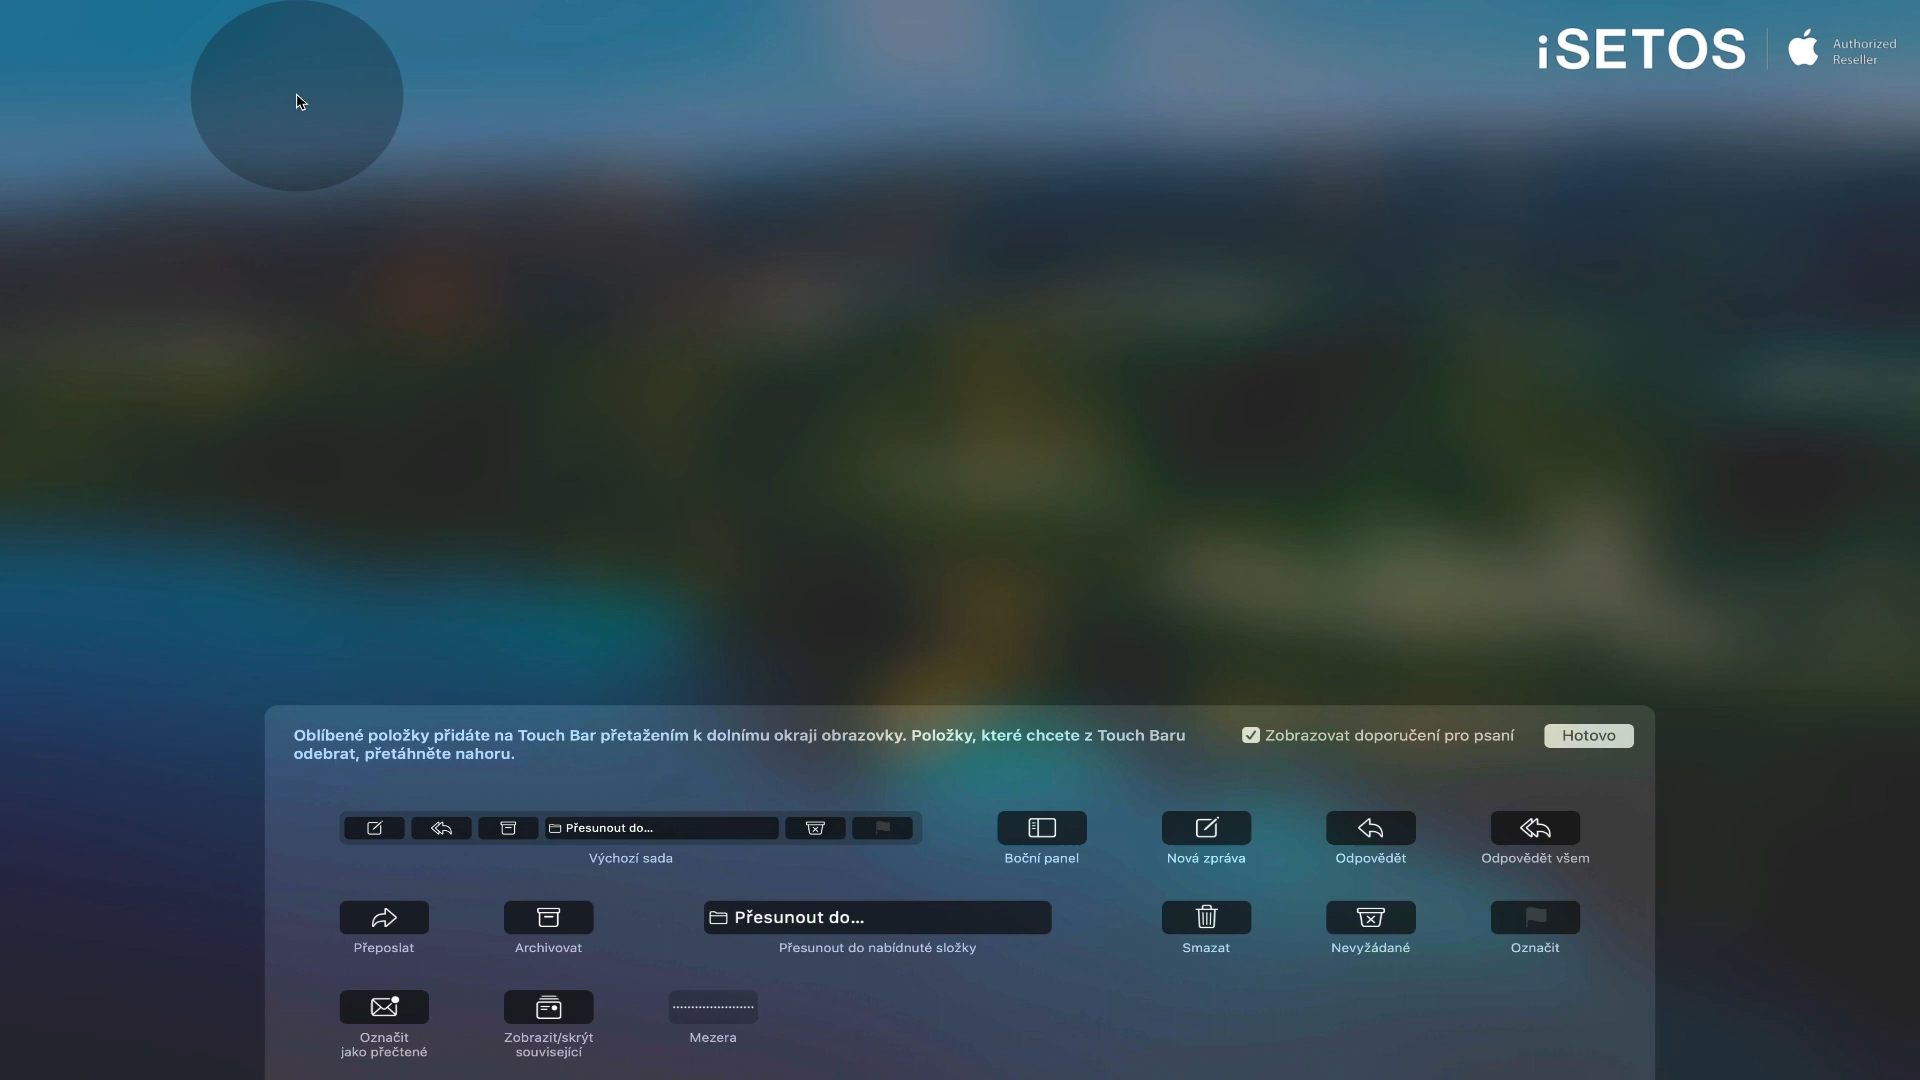 iSETOS
Authorized
Reseller
Oblíbené položky přidáte na Touch Bar přetažením k dolnímu okraji obrazovky. Položky, které chcete z Touch Baru
odebrat, přetáhněte nahoru.
Zobrazovat doporučení pro psaní
Hotovo
Přesunout do...
Výchozí sada
Boční panel
Nová zpráva
Odpovědět
Odpovědět všem
Přesunout do...
Přeposlat
Archivovat
Přesunout do nabídnuté složky
Smazat
Nevyžádané
Označit
Označit
jako přečtené
Zobrazit/skrýt
související
Mezera